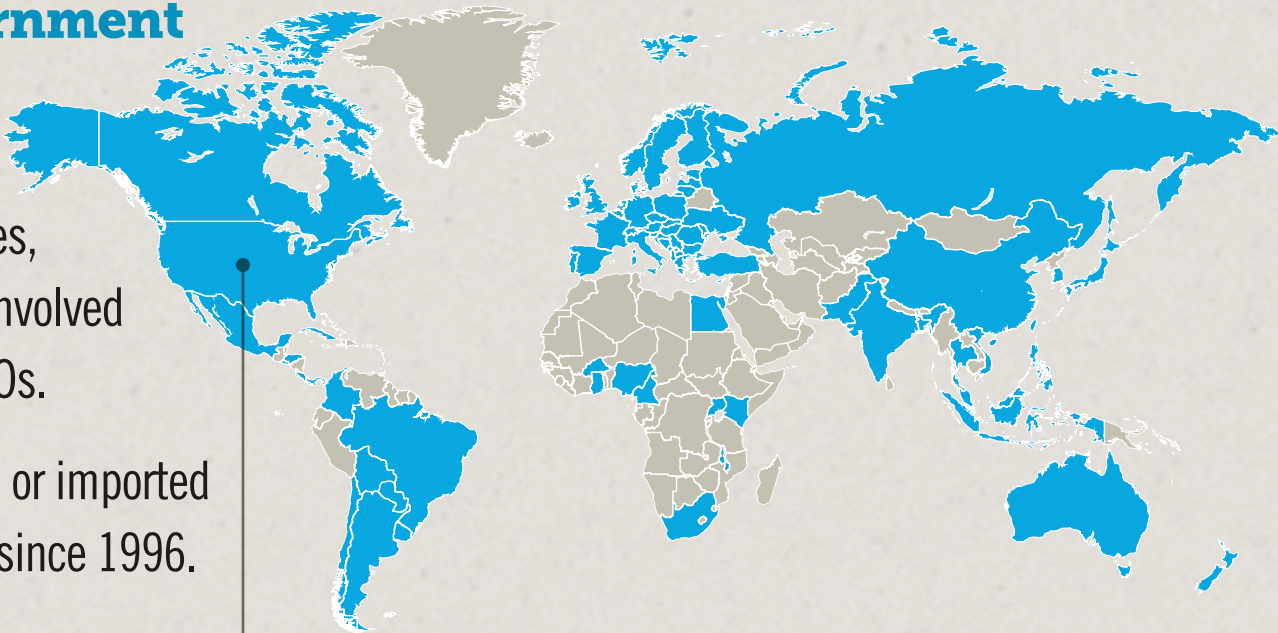 rnment
es,
nvolved
Os.
or imported
since 1996.